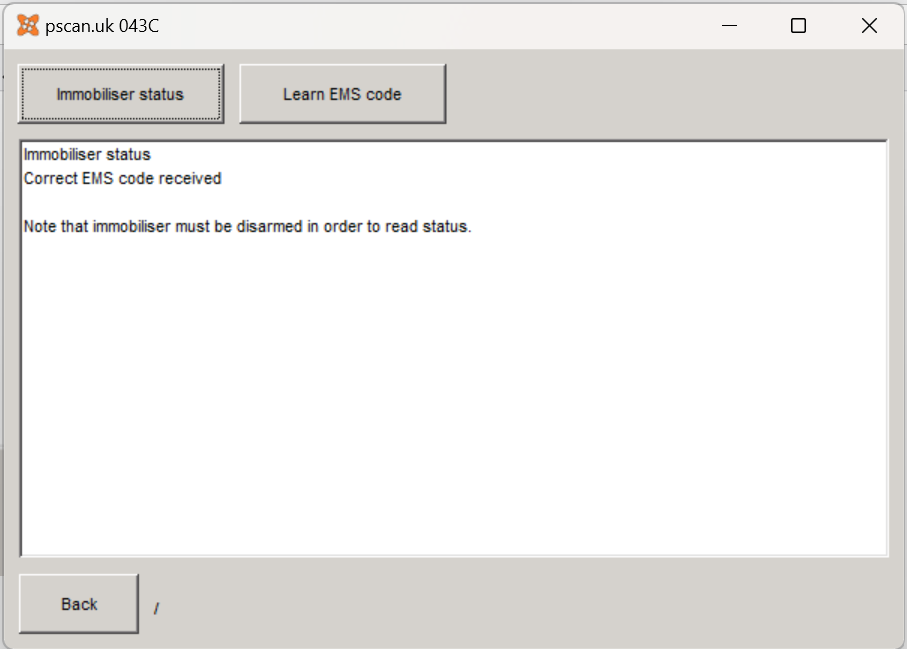 pscan.uk 043C
Immobiliser status
Learn EMS code
Immobiliser status
Correct EMS code received
Note that immobiliser must be disarmed in order to read status.
Back
/